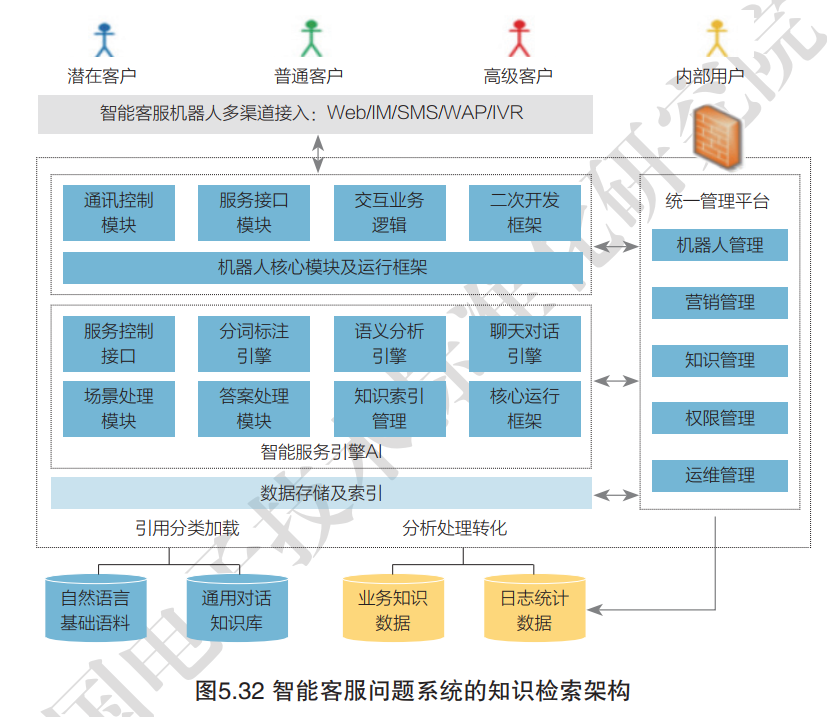 潜在客户
普通客户
高级客户
内部用户
智能客服机器人多渠道接入：Web/IM/SMS/WAP/IVR
通讯控制
模块
服务接口
模块
交互业务
逻辑
二次开发
框架
机器人核心模块及运行框架
服务控制
接口
分词标注
引擎
语义分析
引擎
聊天对话
引擎
场景处理
模块
答案处理
模块
知识索引
管理
核心运行
框架
智能服务引擎AI
数据存储及索引
统一管理平台
机器人管理
营销管理
知识管理
权限管理
运维管理
引用分类加载
分析处理转化
自然语言
基础语料
通用对话
知识库
业务知识
数据
日志统计
数据
图5.32 智能客服问题系统的知识检索架构
国电子技术标准化研究院